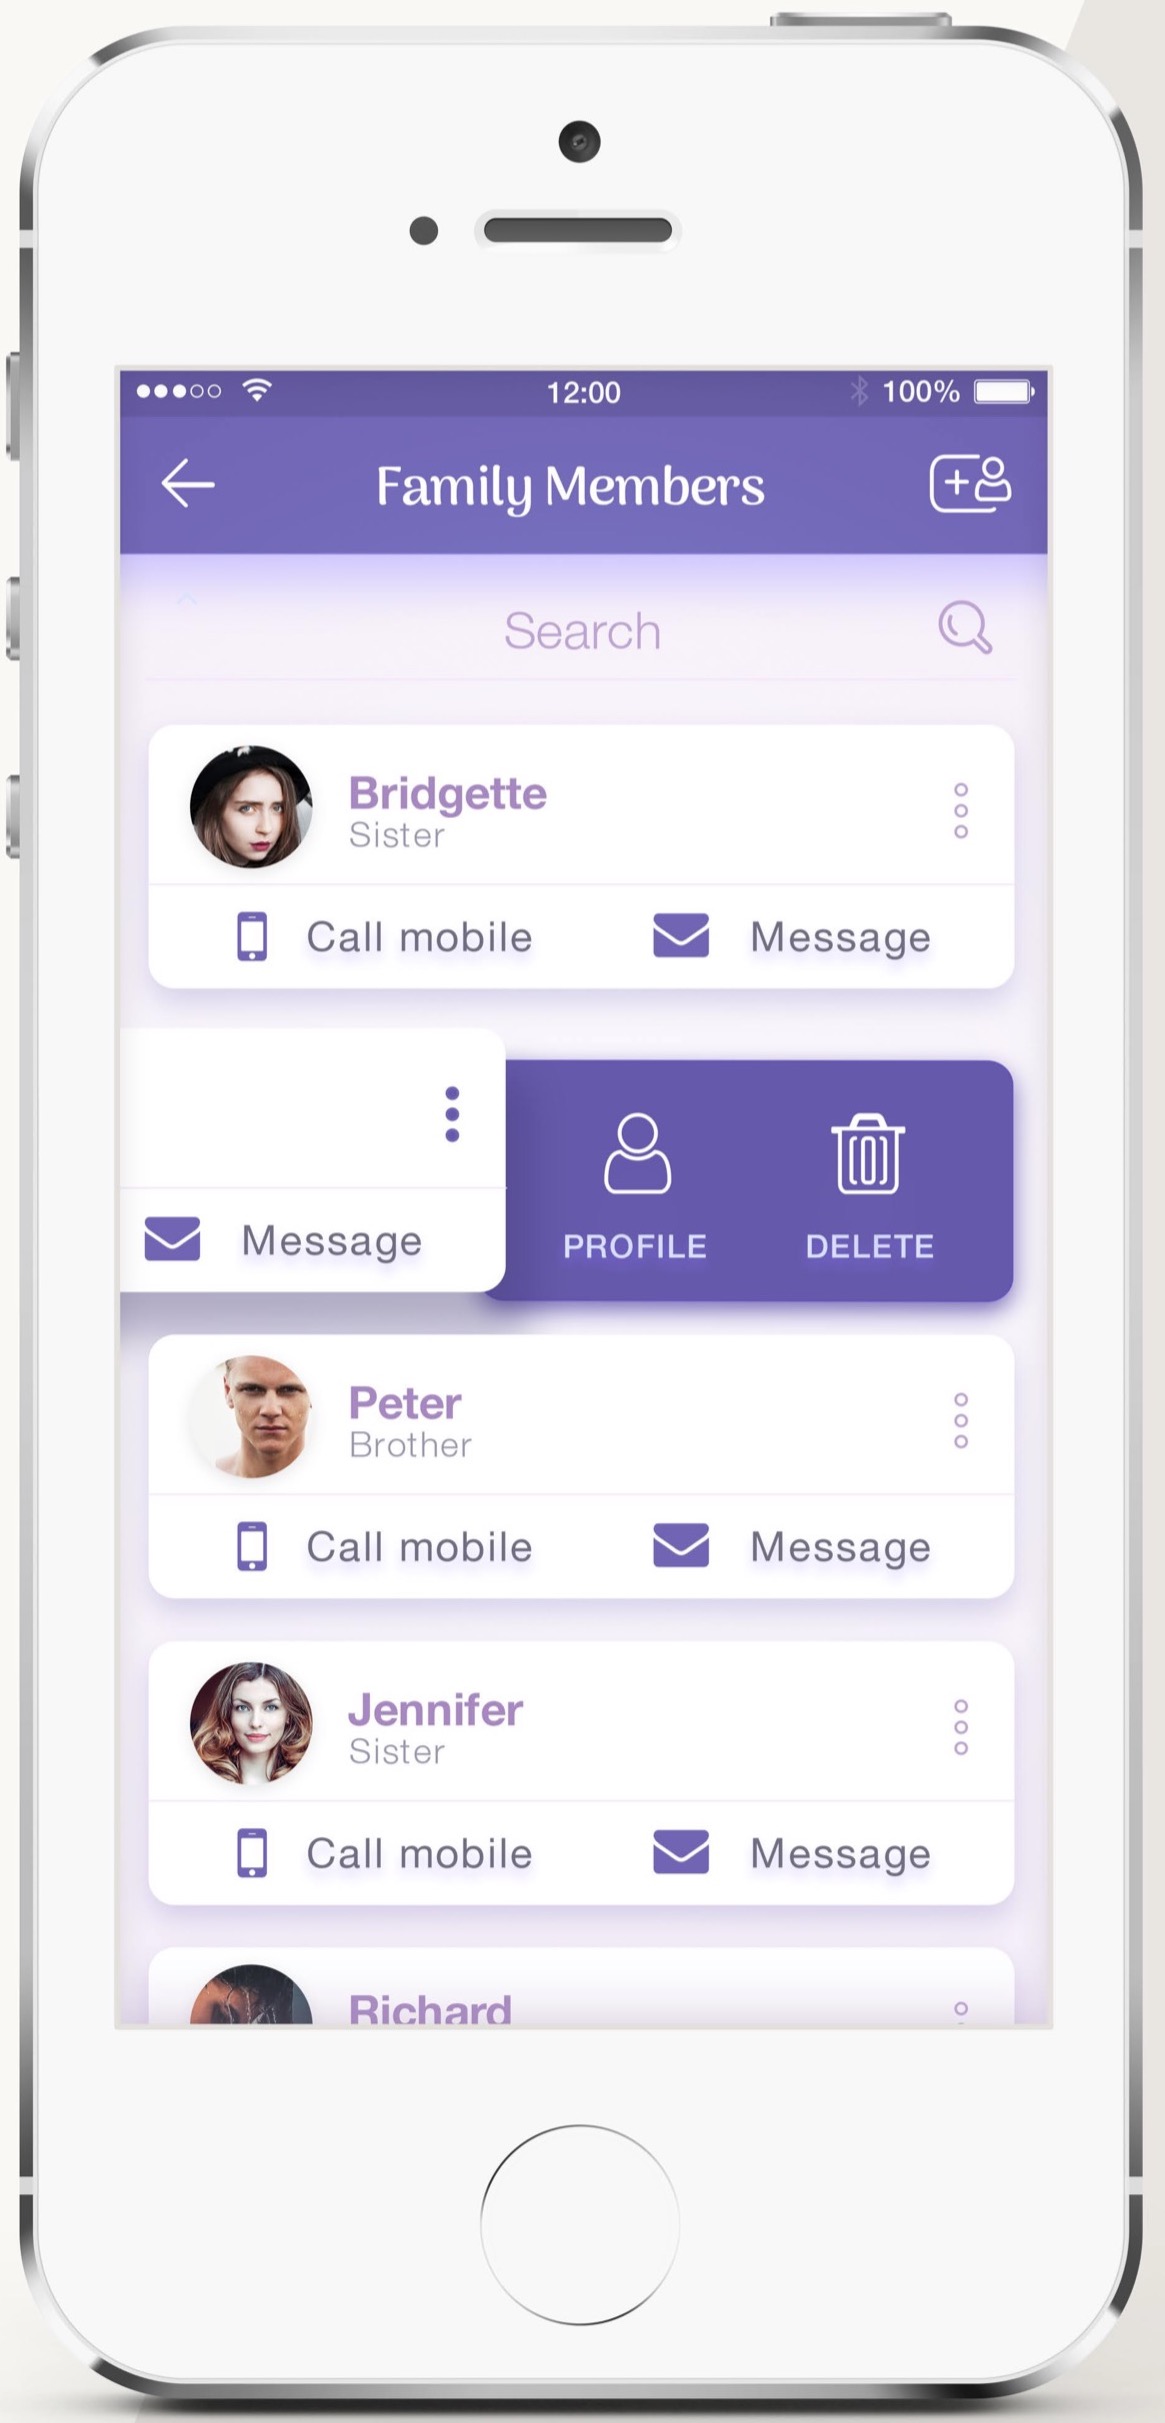 12:00 100%
Family Members
Search
Bridgette
Sister
Call mobile Message
Message PROFILE DELETE
Peter
Brother
Call mobile Message
Jennifer
Sister
Call mobile Message
Richard